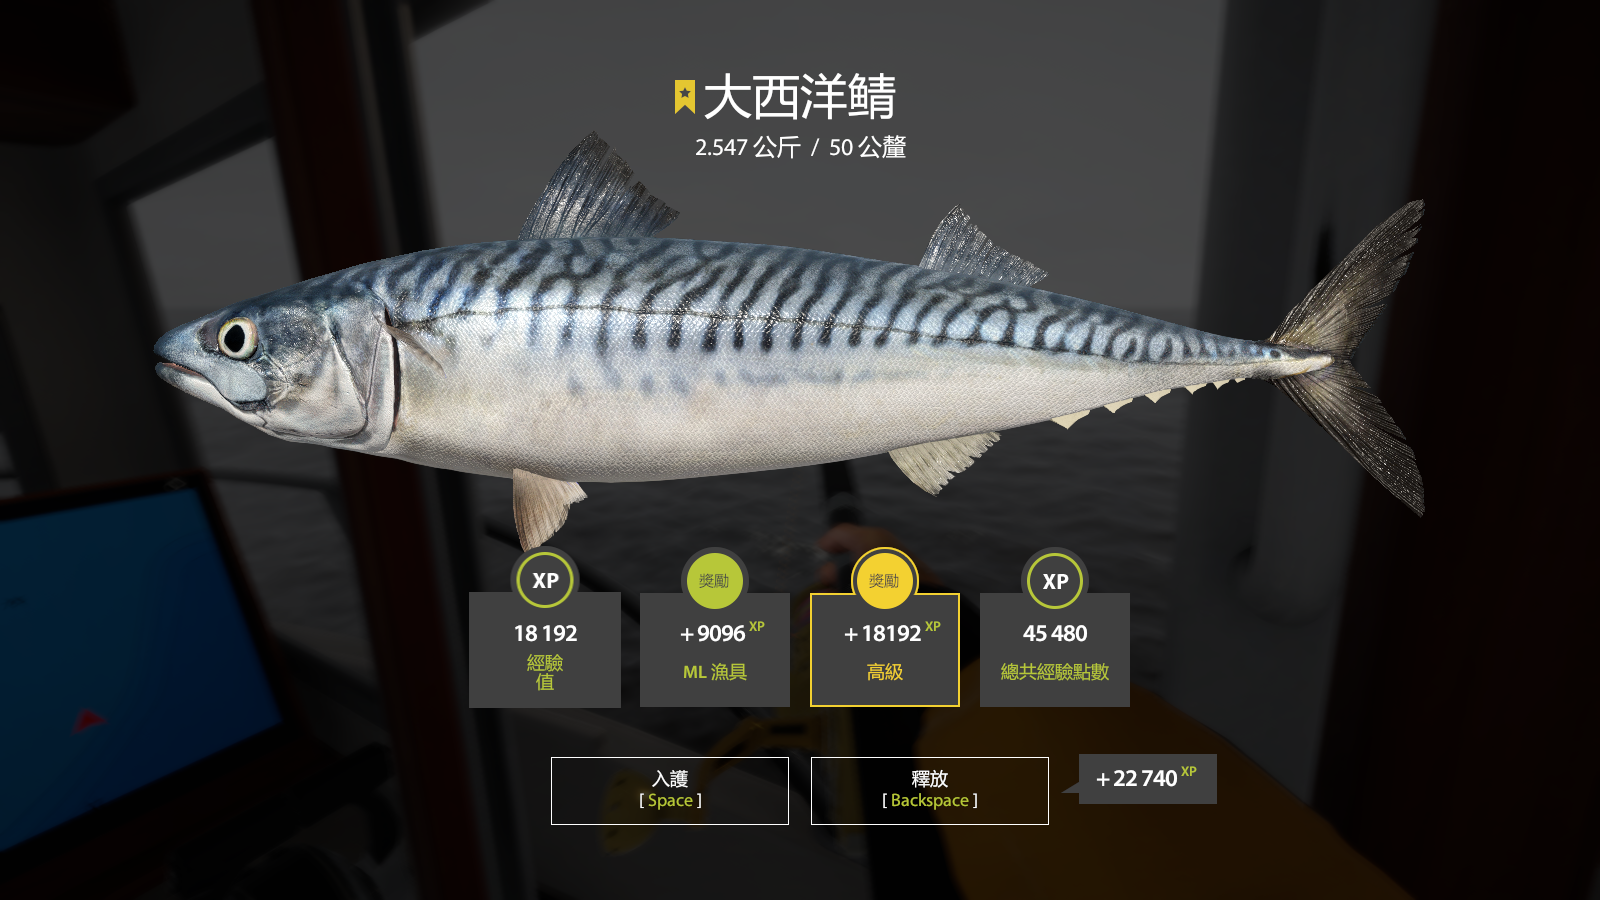 大西洋鲭
2.547 公斤 / 50 公釐
XP
獎勵
獎勵
XP
18 192
+9096 XP
+18192 XP
45 480
經驗
值
ML 漁具
高級
總共經驗點數
入護
[ Space ]
釋放
[ Backspace ]
+22 740 XP